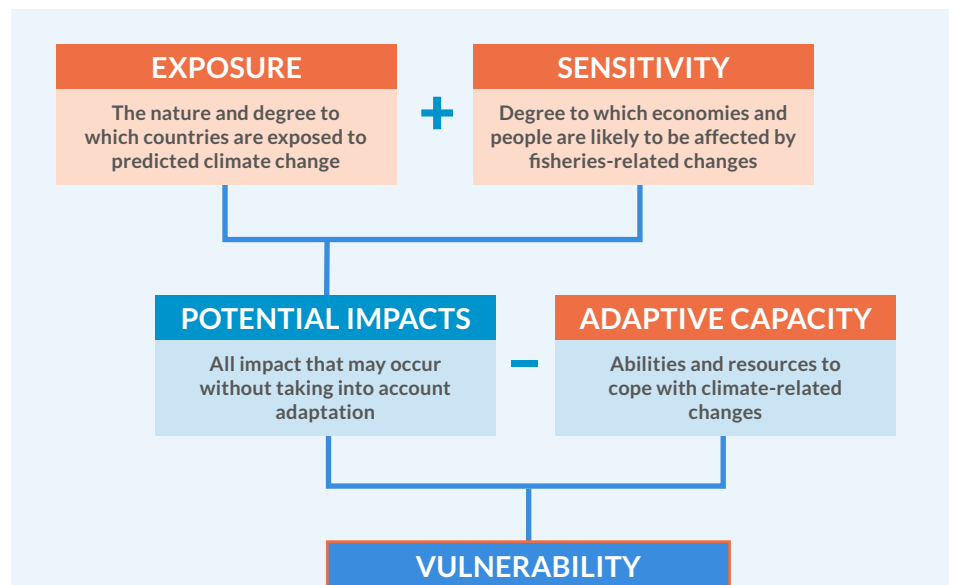 EXPOSURE
The nature and degree to
which countries are exposed to
predicted climate change
+
SENSITIVITY
Degree to which economies and
people are likely to be affected by
fisheries-related changes
POTENTIAL IMPACTS
All impact that may occur
without taking into account
adaptation
–
ADAPTIVE CAPACITY
Abilities and resources to
cope with climate-related
changes
VULNERABILITY